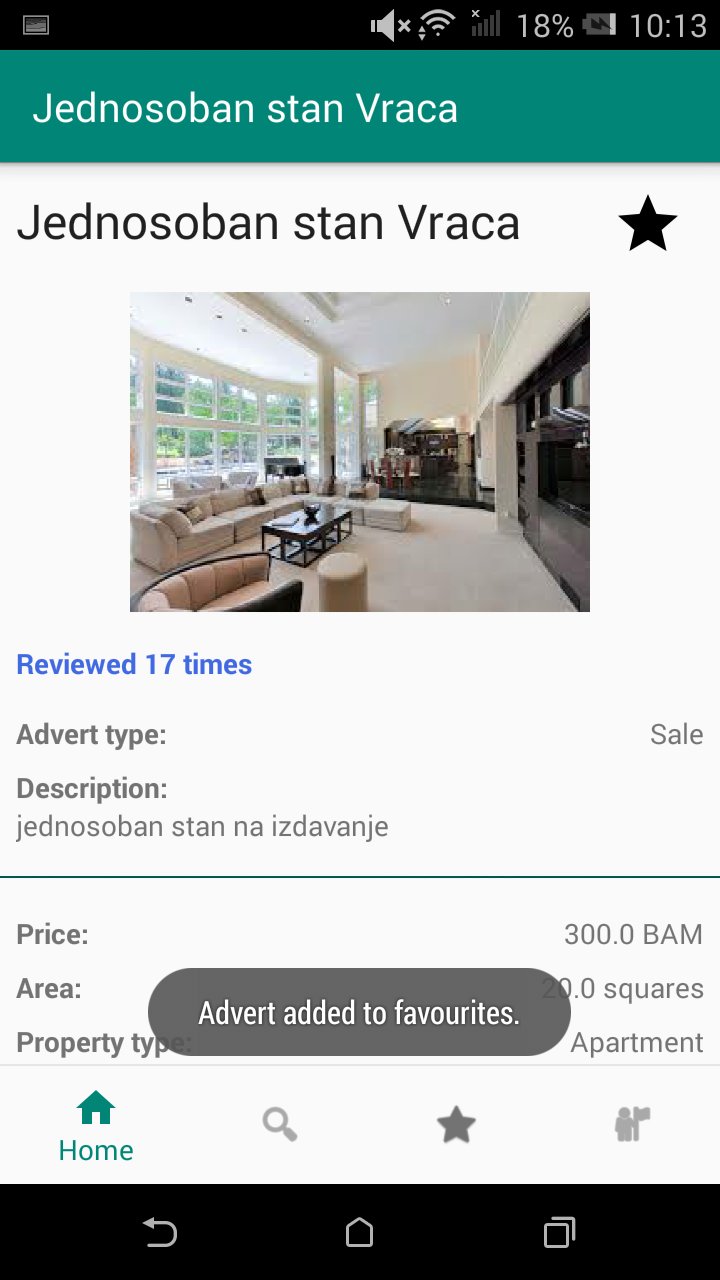 18% 10:13
Jednosoban stan Vraca
Jednosoban stan Vraca
Reviewed 17 times
Advert type: Sale
Description:
jednosoban stan na izdavanje
Price: 300.0 BAM
Area: 20.0 squares
Advert added to favourites.
Property type: Apartment
Home